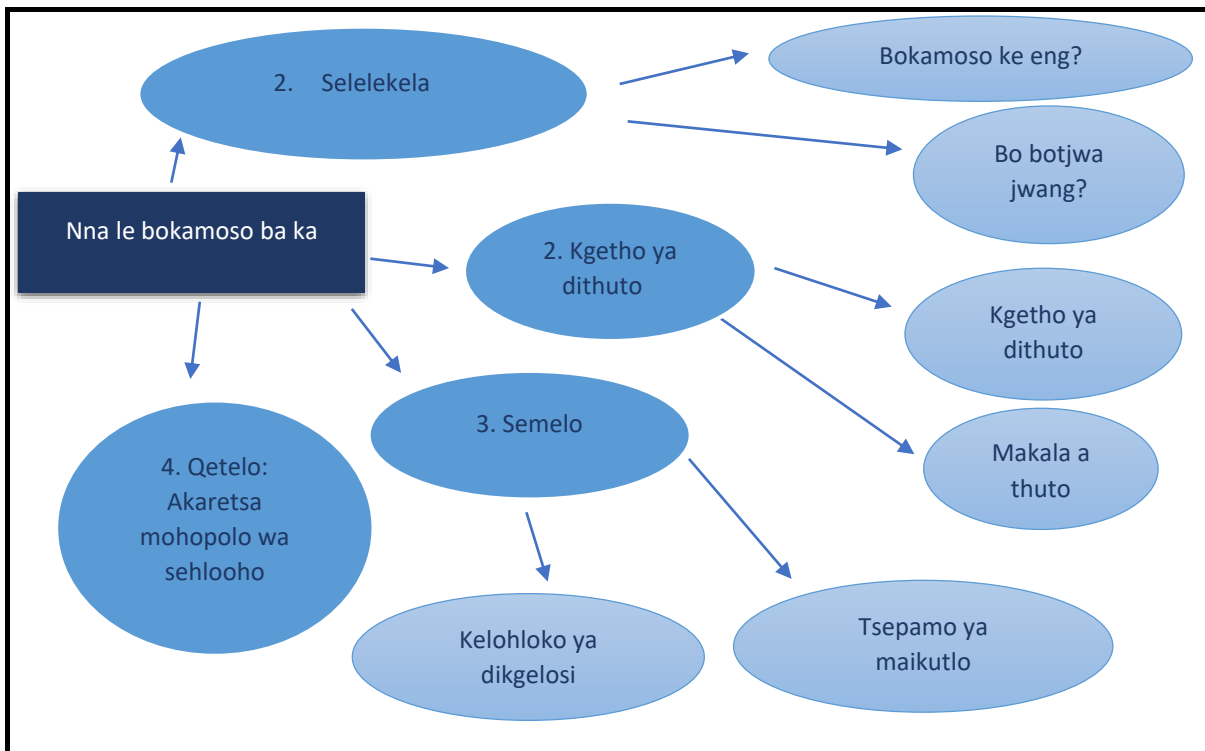 Nna le bokamoso ba ka
2. Selelekela
Bokamoso ke eng?
Bo botjwa
jwang?
2. Kgetho ya
dithuto
Kgetho ya
dithuto
Makala a
thuto
3. Semelo
Kelohloko ya
dikgelosi
Tsepamo ya
maikutlo
4. Qetelo:
Akaretsa
mohopolo wa
sehlooho